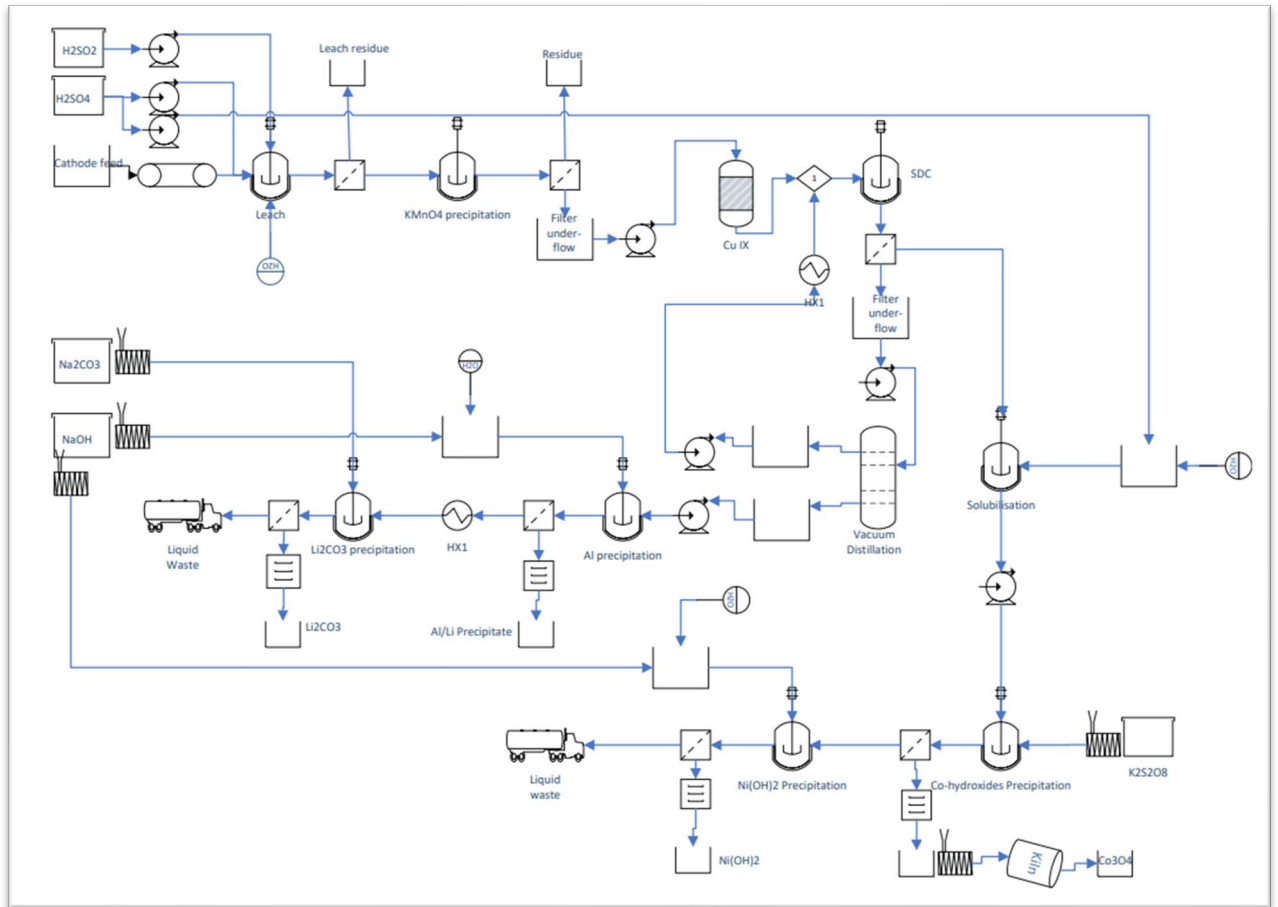 H2SO2
H2SO4
Cathode feed
Leach residue
Residue
Leach
H2O
KMnO4 precipitation
Filter
under-
flow
Cu IX
1
HX1
SDC
Filter
under-
flow
Na2CO3
NaOH
H2O
Vacuum
Distillation
Solubilisation
H2O
Liquid
Waste
Li2CO3 precipitation
HX1
Al precipitation
Li2CO3
Al/Li Precipitate
H2O
Liquid
waste
Ni(OH)2 Precipitation
Co-hydroxides Precipitation
K2S2O8
Ni(OH)2
Kiln
Co3O4